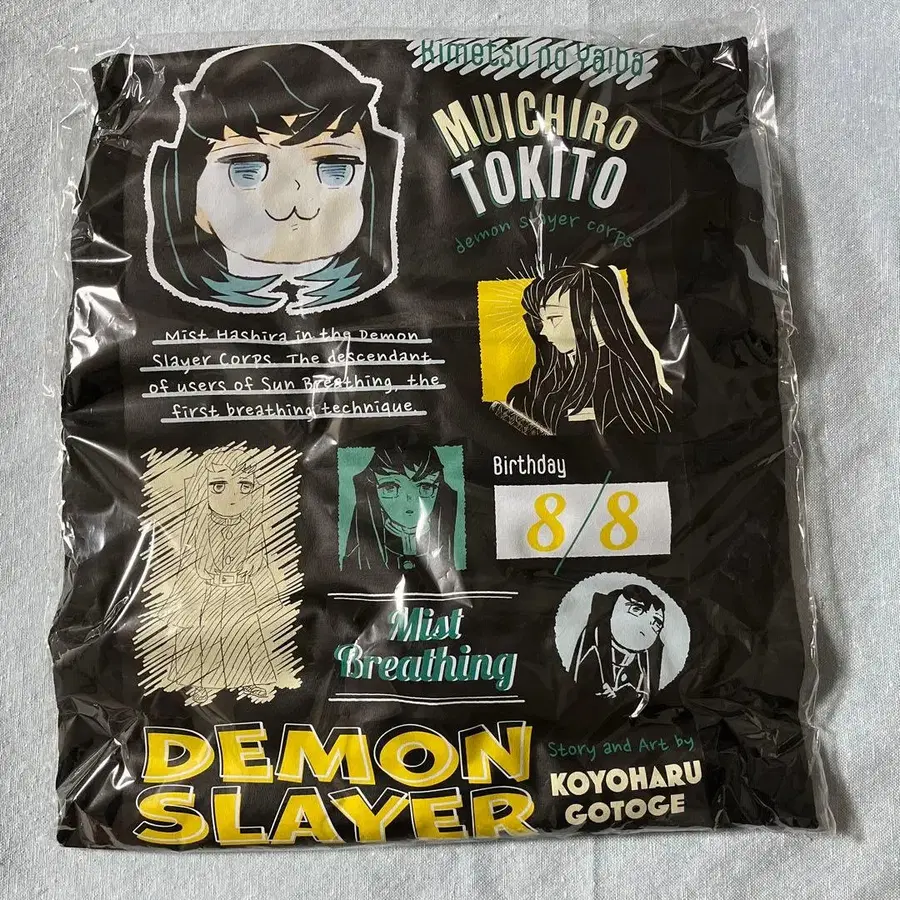 Kimetsu no Yaiba
MUICHIRO
TOKITO
demon slayer corps
Mist Hashira in the Demon
Slayer Corps. The descendant
of users of Sun Breathing, the
first breathing technique.
Birthday
8/8
Mist
Breathing
DEMON
SLAYER
Story and Art by
KOYOHARU
GOTOGE